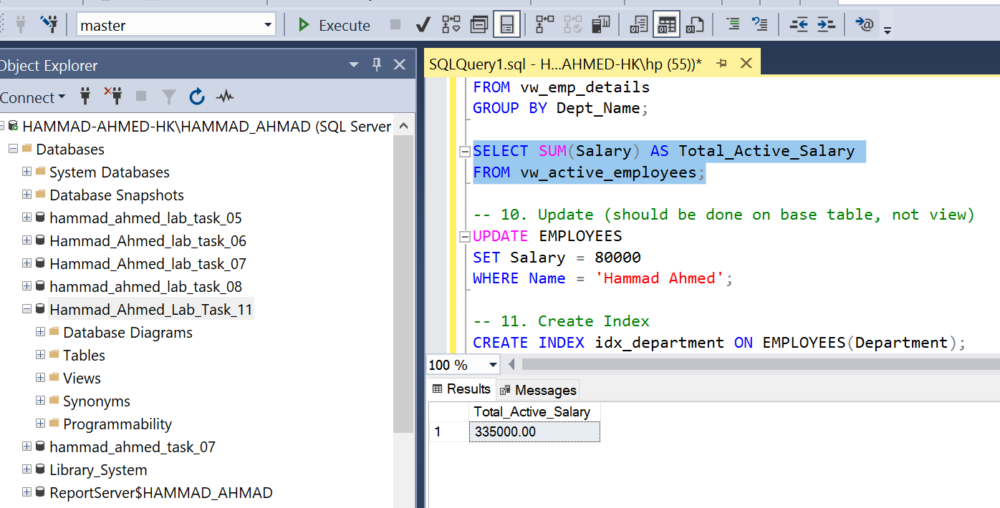 master
Execute
Object Explorer
SQLQuery1.sql - H...AHMED-HK\hp (55))*
Connect
HAMMAD-AHMED-HK\HAMMAD_AHMAD (SQL Server
Databases
System Databases
Database Snapshots
hammad_ahmed_lab_task_05
Hammad_Ahmed_lab_task_06
Hammad_Ahmed_lab_task_07
hammad_ahmed_lab_task_08
Hammad_Ahmed_Lab_Task_11
Database Diagrams
Tables
Views
Synonyms
Programmability
hammad_ahmed_task_07
Library_System
ReportServer$HAMMAD_AHMAD
FROM vw_emp_details
GROUP BY Dept_Name;
SELECT SUM(Salary) AS Total_Active_Salary
FROM vw_active_employees;
-- 10. Update (should be done on base table, not view)
UPDATE EMPLOYEES
SET Salary = 80000
WHERE Name = 'Hammad Ahmed';
-- 11. Create Index
CREATE INDEX idx_department ON EMPLOYEES(Department);
100 %
Results Messages
Total_Active_Salary
1 335000.00